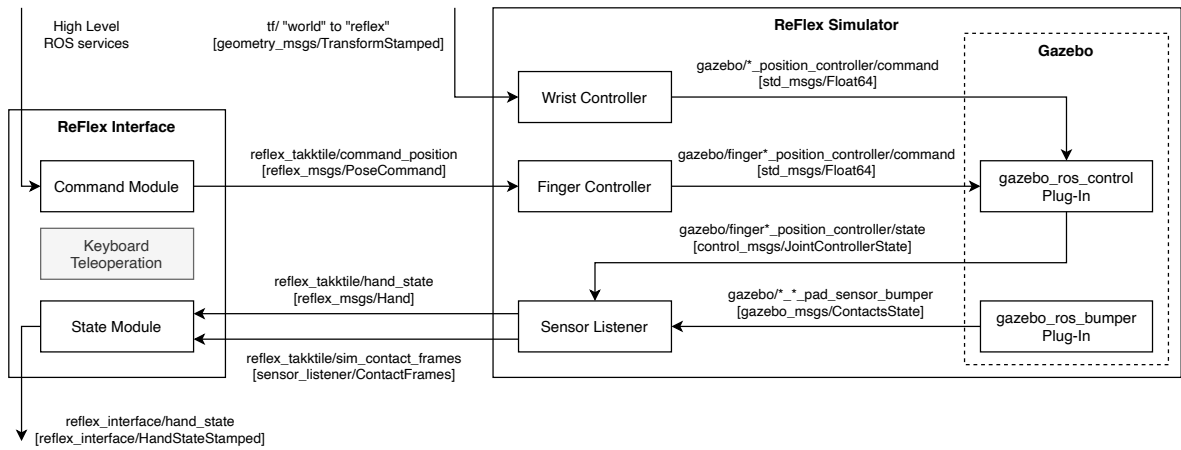 High Level
ROS services
tf/ "world" to "reflex"
[geometry_msgs/TransformStamped]
ReFlex Simulator
Gazebo
gazebo/*_position_controller/command
[std_msgs/Float64]
Wrist Controller
ReFlex Interface
reflex_takktile/command_position
[reflex_msgs/PoseCommand]
gazebo/finger*_position_controller/command
[std_msgs/Float64]
Command Module
Finger Controller
gazebo_ros_control
Plug-In
Keyboard
Teleoperation
gazebo/finger*_position_controller/state
[control_msgs/JointControllerState]
reflex_takktile/hand_state
[reflex_msgs/Hand]
gazebo/*_*_pad_sensor_bumper
[gazebo_msgs/ContactsState]
State Module
Sensor Listener
gazebo_ros_bumper
Plug-In
reflex_takktile/sim_contact_frames
[sensor_listener/ContactFrames]
reflex_interface/hand_state
[reflex_interface/HandStateStamped]